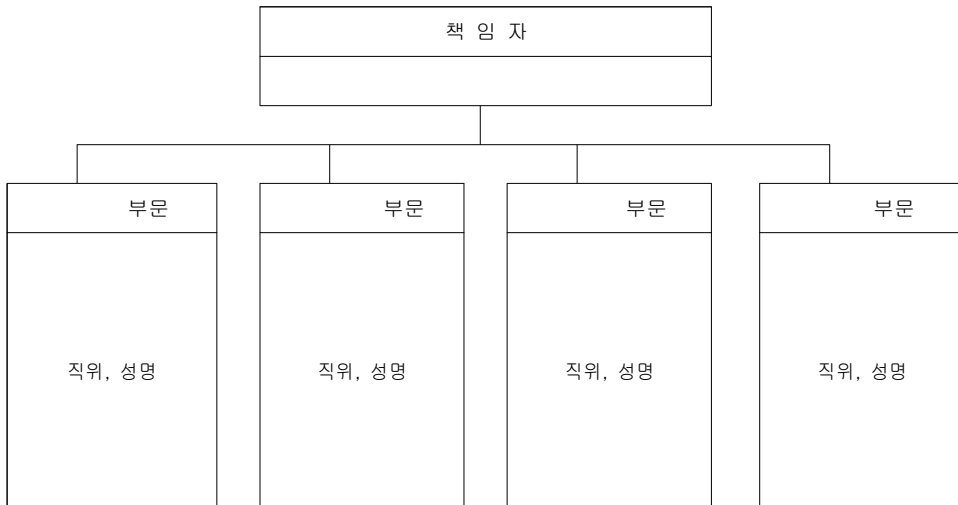 책 임 자
부문 부문 부문 부문
직위, 성명 직위, 성명 직위, 성명 직위, 성명